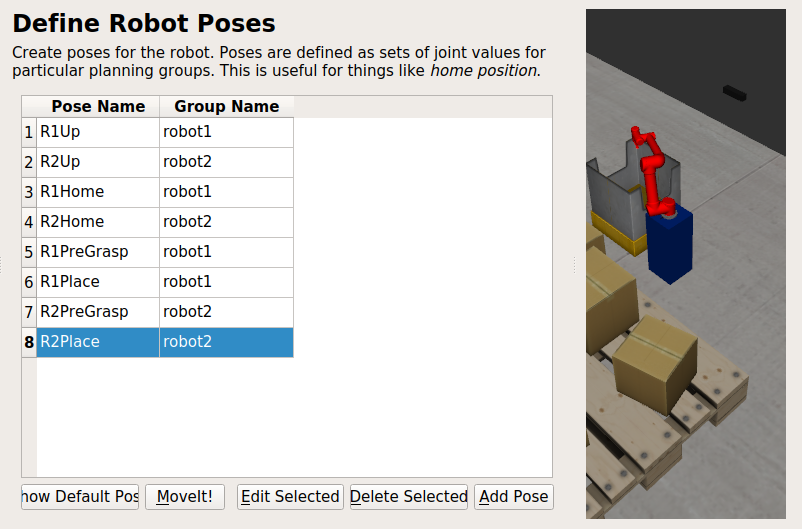 Define Robot Poses
Create poses for the robot. Poses are defined as sets of joint values for
particular planning groups. This is useful for things like home position.
Pose Name Group Name
1 R1Up robot1
2 R2Up robot2
3 R1Home robot1
4 R2Home robot2
5 R1PreGrasp robot1
6 R1Place robot1
7 R2PreGrasp robot2
8 R2Place robot2
how Default Pos MoveIt! Edit Selected Delete Selected Add Pose